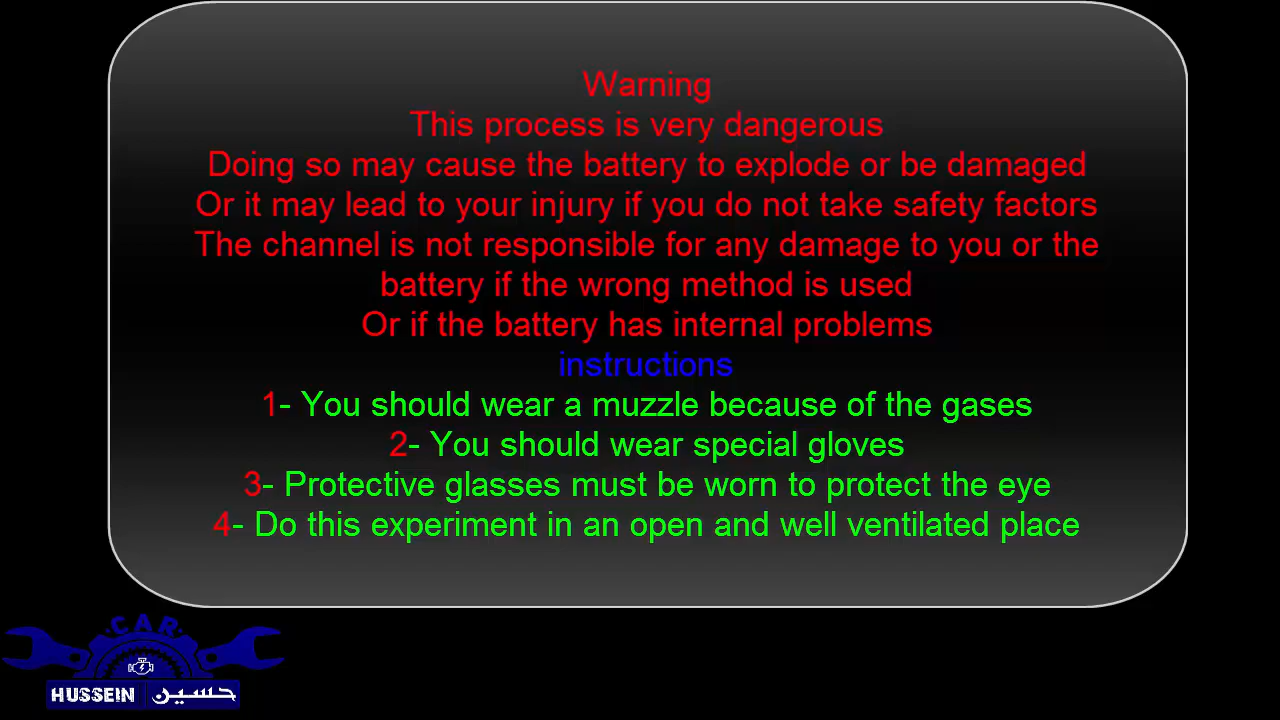 Warning
This process is very dangerous
Doing so may cause the battery to explode or be damaged
Or it may lead to your injury if you do not take safety factors
The channel is not responsible for any damage to you or the
battery if the wrong method is used
Or if the battery has internal problems
instructions
1- You should wear a muzzle because of the gases
2- You should wear special gloves
3- Protective glasses must be worn to protect the eye
4- Do this experiment in an open and well ventilated place
CAR
HUSSEIN حسين